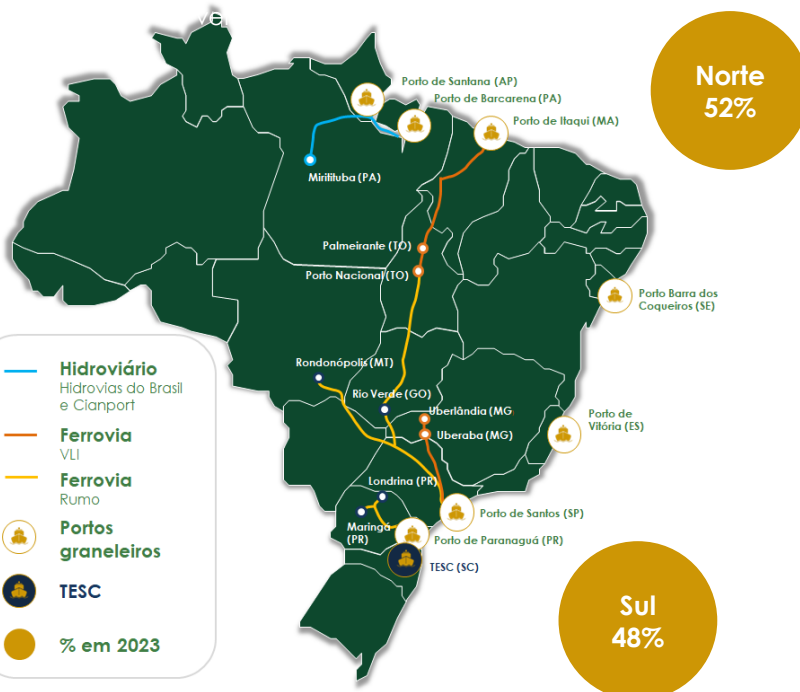 Norte
52%
Porto de Santana (AP)
Porto de Barcarena (PA)
Porto de Itaqui (MA)
Mirilituba (PA)
Palmeirante (TO)
Porto Nacional (TO)
Porto Barra dos
Coqueiros (SE)
Rondonópolis (MT)
Rio Verde (GO)
Uberlândia (MG
Uberaba (MG)
Porto de
Vitória (ES)
Londrina (PR)
Maringá
(PR)
Porto de Santos (SP)
Porto de Paranaguá (PR)
TESC (SC)
Hidroviário
Hidrovias do Brasil
e Cianport
Ferrovia
VLI
Ferrovia
Rumo
Portos
graneleiros
TESC
% em 2023
Sul
48%